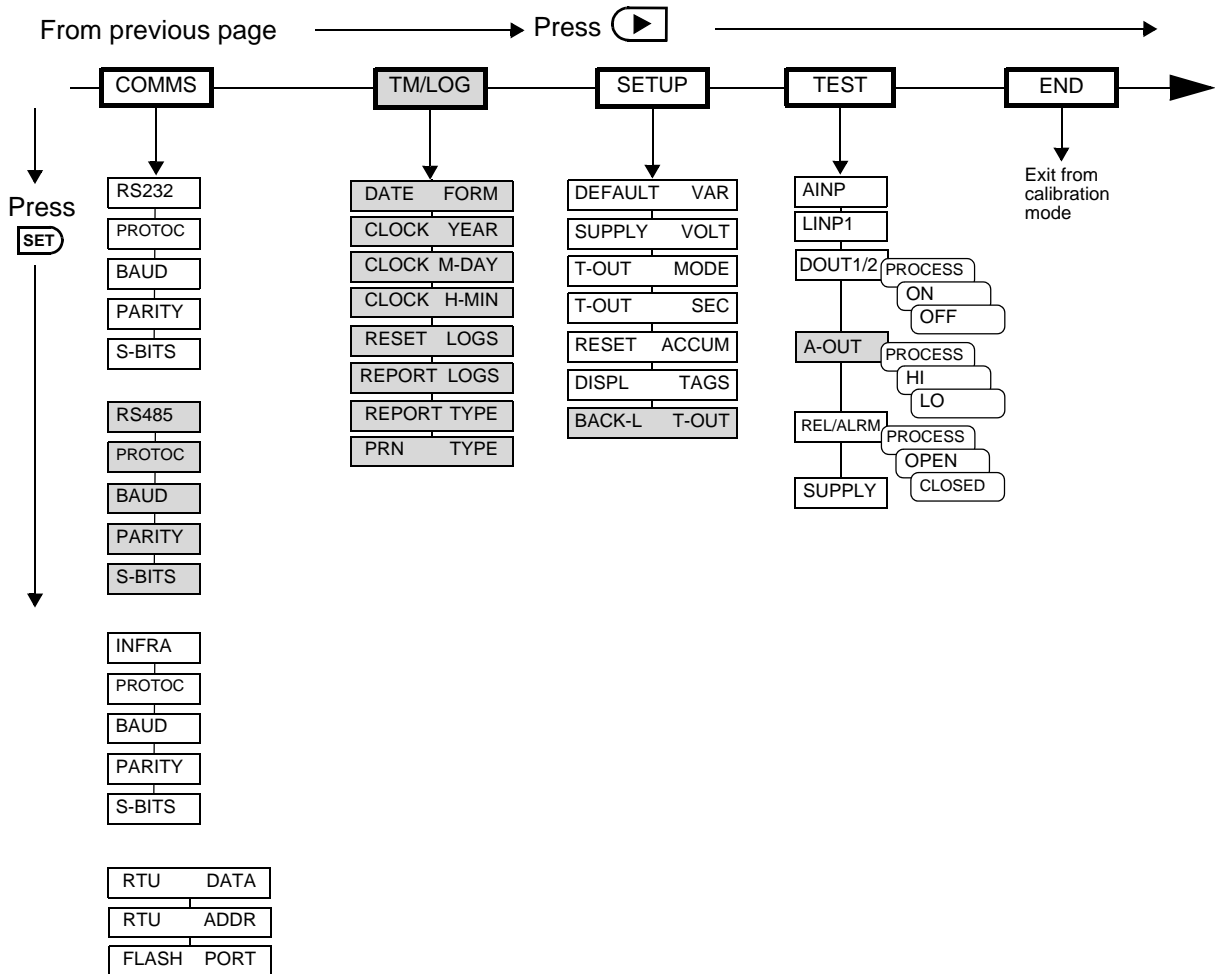 From previous page
Press
COMMS
TM/LOG
SETUP
TEST
END
Press
SET
RS232
PROTOC
BAUD
PARITY
S-BITS
RS485
PROTOC
BAUD
PARITY
S-BITS
INFRA
PROTOC
BAUD
PARITY
S-BITS
RTU DATA
RTU ADDR
FLASH PORT
DATE FORM
CLOCK YEAR
CLOCK M-DAY
CLOCK H-MIN
RESET LOGS
REPORT LOGS
REPORT TYPE
PRN TYPE
DEFAULT VAR
SUPPLY VOLT
T-OUT MODE
T-OUT SEC
RESET ACCUM
DISPL TAGS
BACK-L T-OUT
AINP
LINP1
DOUT1/2
PROCESS
ON
OFF
A-OUT
PROCESS
HI
LO
REL/ALRM
PROCESS
OPEN
CLOSED
SUPPLY
Exit from
calibration
mode